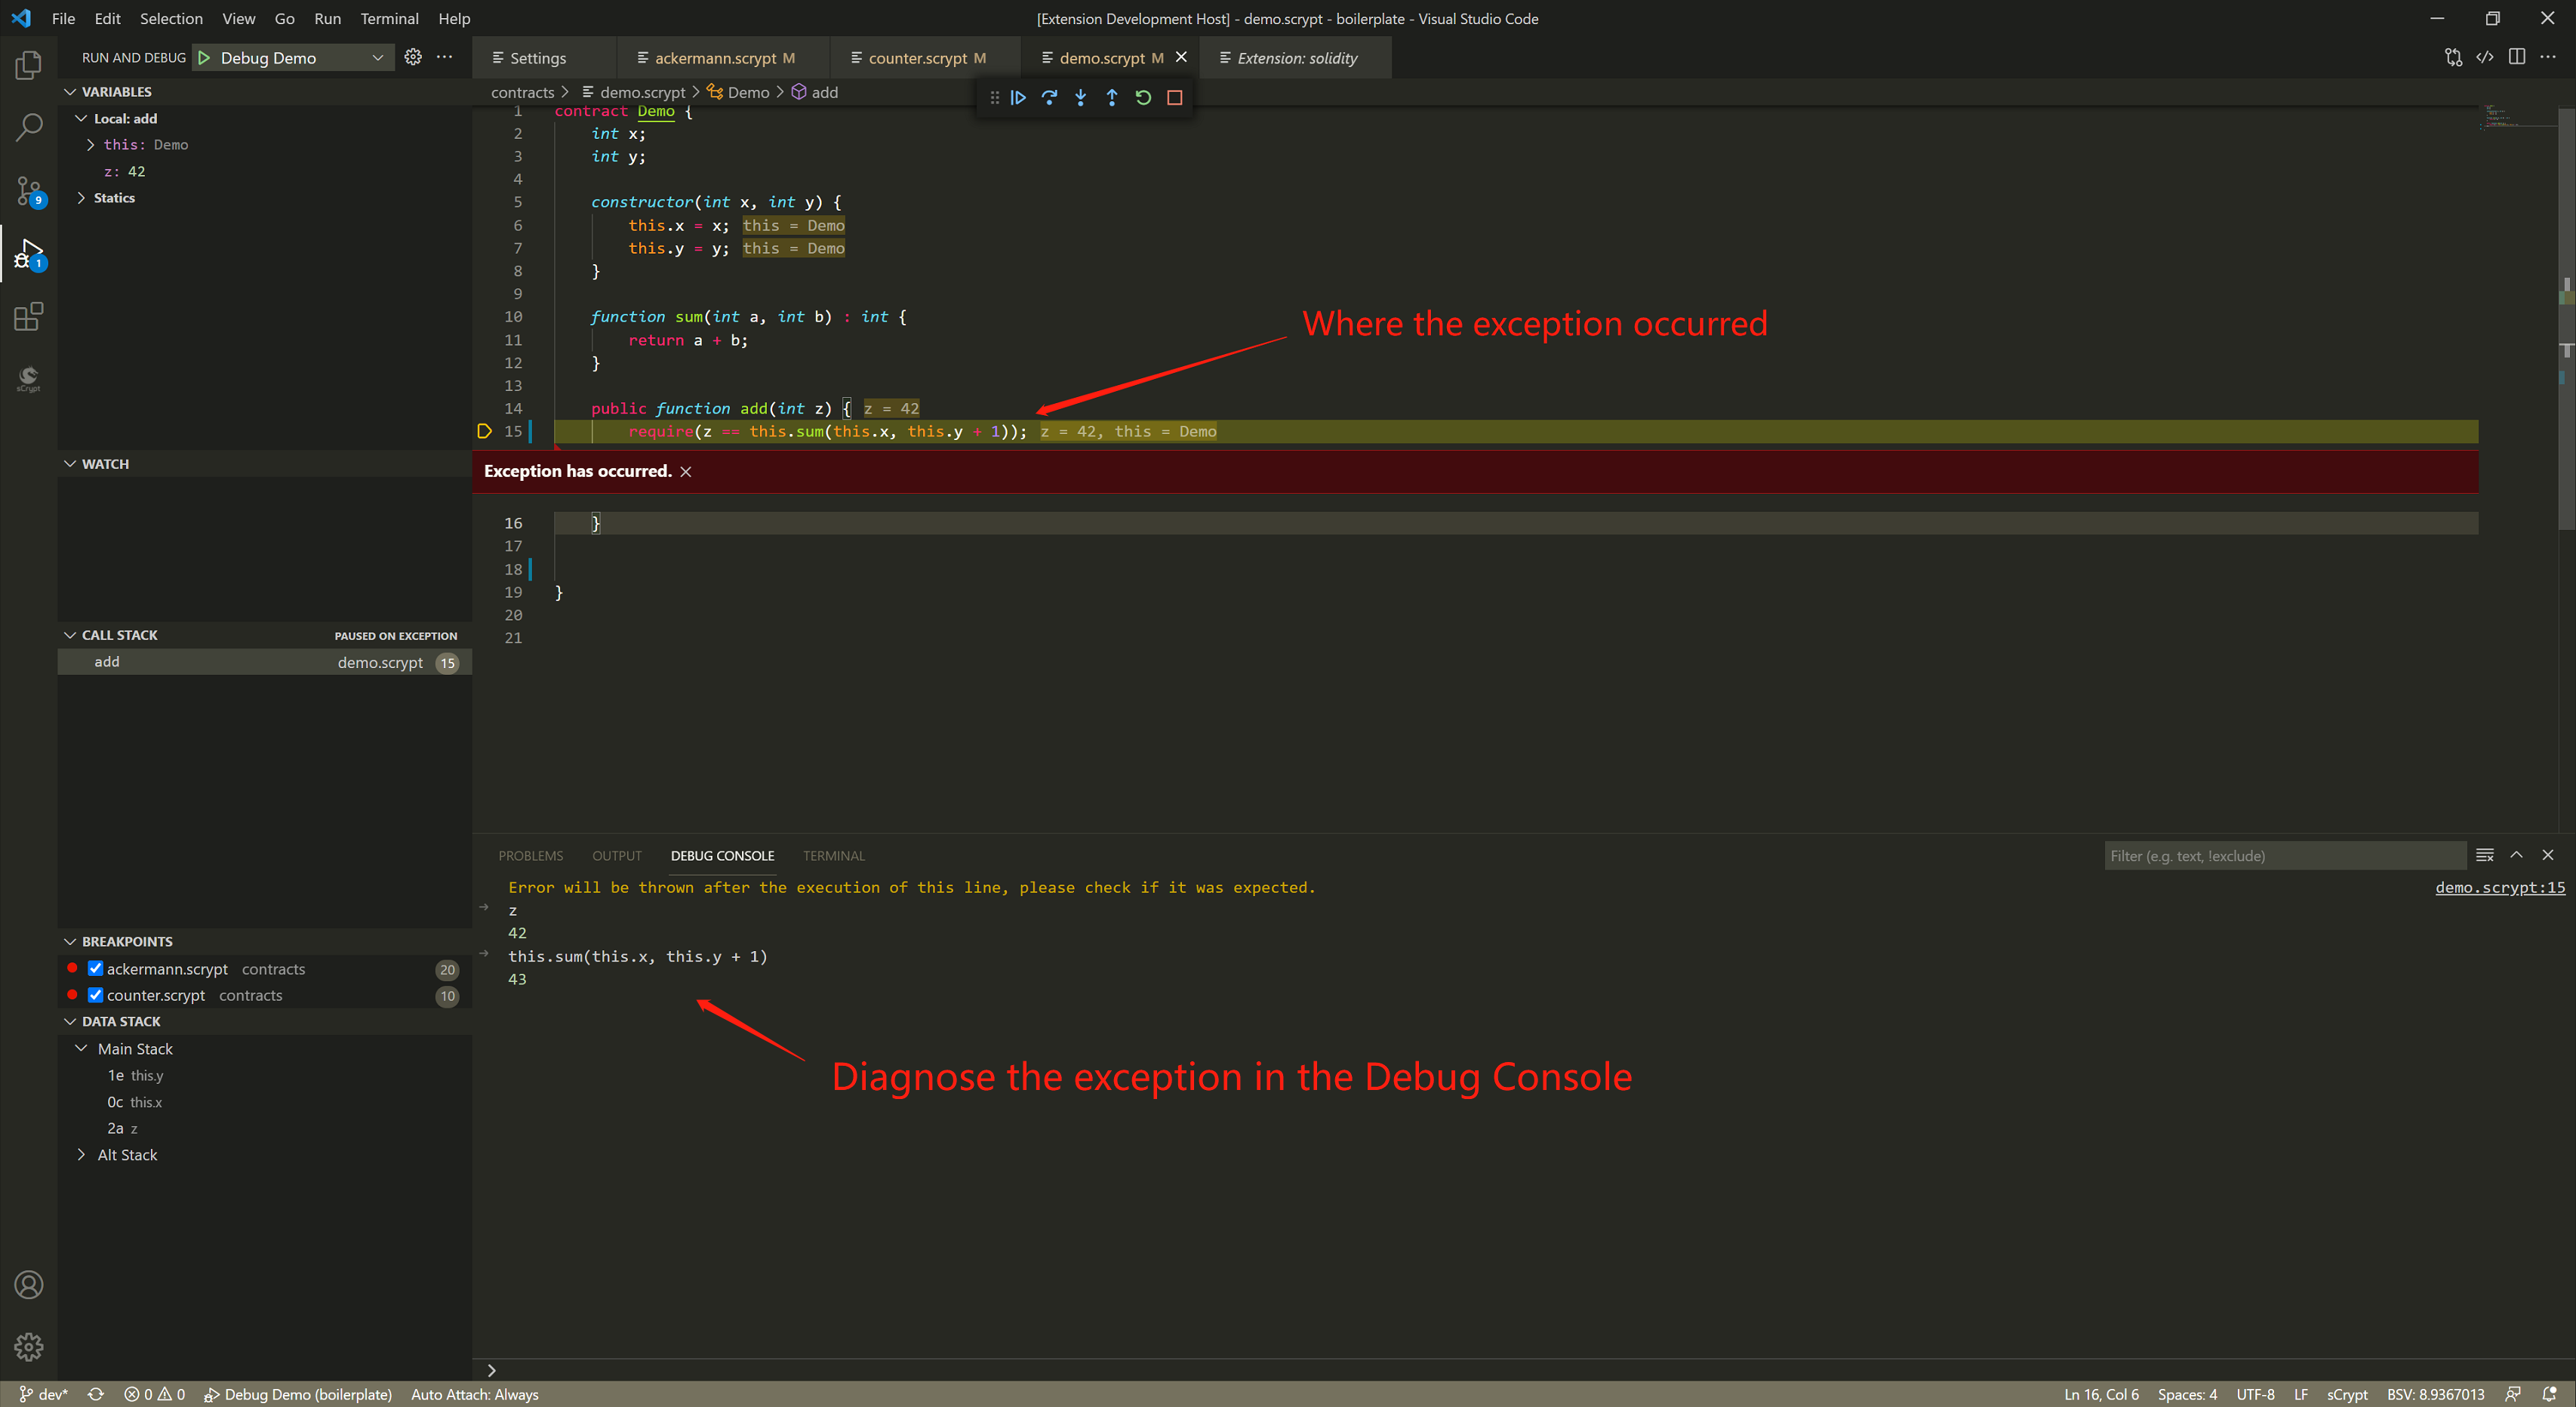 File Edit Selection View Go Run Terminal Help
[Extension Development Host] - demo.scrypt - boilerplate - Visual Studio Code
RUN AND DEBUG Debug Demo
Settings ackermann.scrypt M counter.scrypt M demo.scrypt M Extension: solidity
contracts > demo.scrypt > Demo > add
VARIABLES
Local: add
this: Demo
z: 42
Statics
9
1
sCrypt
WATCH
CALL STACK PAUSED ON EXCEPTION
add demo.scrypt 15
BREAKPOINTS
ackermann.scrypt contracts 20
counter.scrypt contracts 10
DATA STACK
Main Stack
1e this.y
0c this.x
2a z
Alt Stack
1 contract Demo {
2 int x;
3 int y;
4
5 constructor(int x, int y) {
6 this.x = x; this = Demo
7 this.y = y; this = Demo
8 }
9
10 function sum(int a, int b) : int {
11 return a + b;
12 }
13
14 public function add(int z) { z = 42
15 require(z == this.sum(this.x, this.y + 1)); z = 42, this = Demo
Where the exception occurred
Exception has occurred.
16 }
17
18
19 }
20
21
PROBLEMS OUTPUT DEBUG CONSOLE TERMINAL
Filter (e.g. text, !exclude)
Error will be thrown after the execution of this line, please check if it was expected. demo.scrypt:15
z
42
this.sum(this.x, this.y + 1)
43
Diagnose the exception in the Debug Console
dev* 0 0 Debug Demo (boilerplate) Auto Attach: Always
Ln 16, Col 6 Spaces: 4 UTF-8 LF sCrypt BSV: 8.9367013